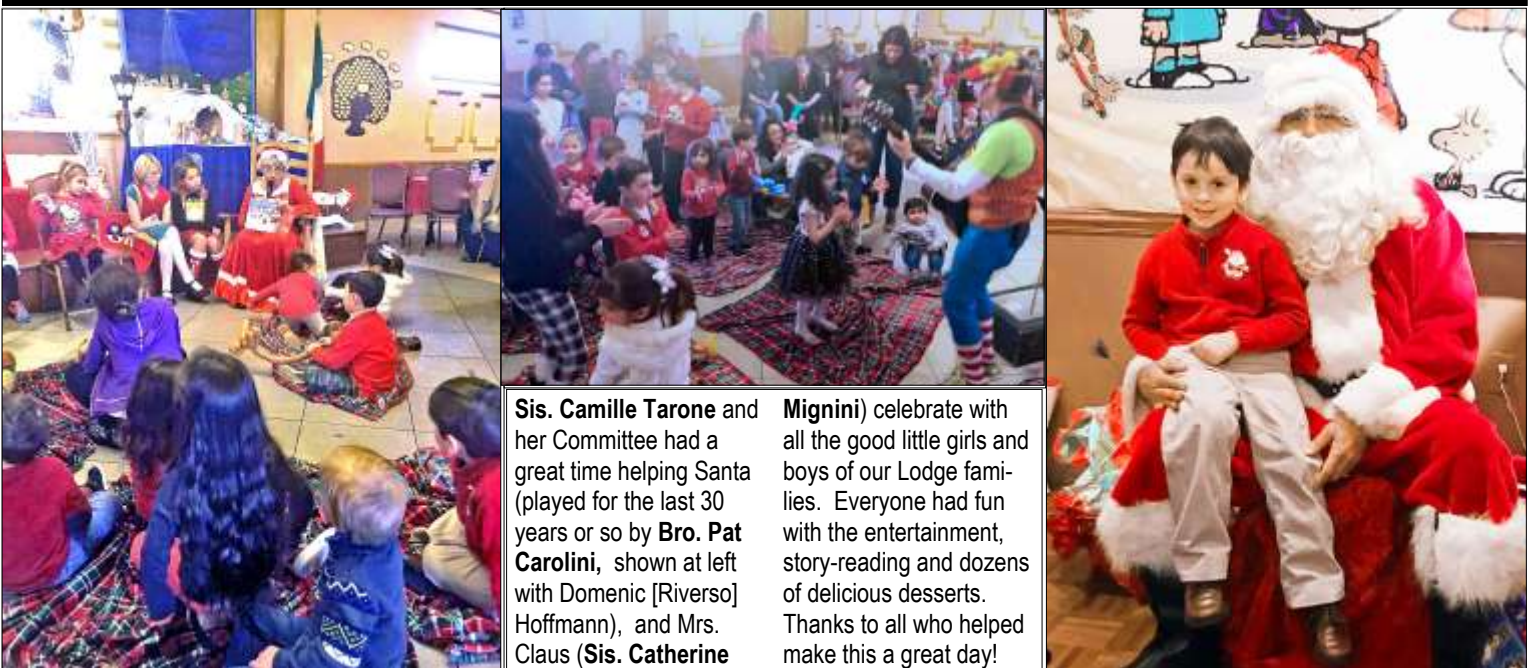 Sis. Camille Tarone and
her Committee had a
great time helping Santa
(played for the last 30
years or so by Bro. Pat
Carolini, shown at left
with Domenic [Riverso]
Hoffmann), and Mrs.
Claus (Sis. Catherine
Mignini) celebrate with
all the good little girls and
boys of our Lodge fami-
lies. Everyone had fun
with the entertainment,
story-reading and dozens
of delicious desserts.
Thanks to all who helped
make this a great day!